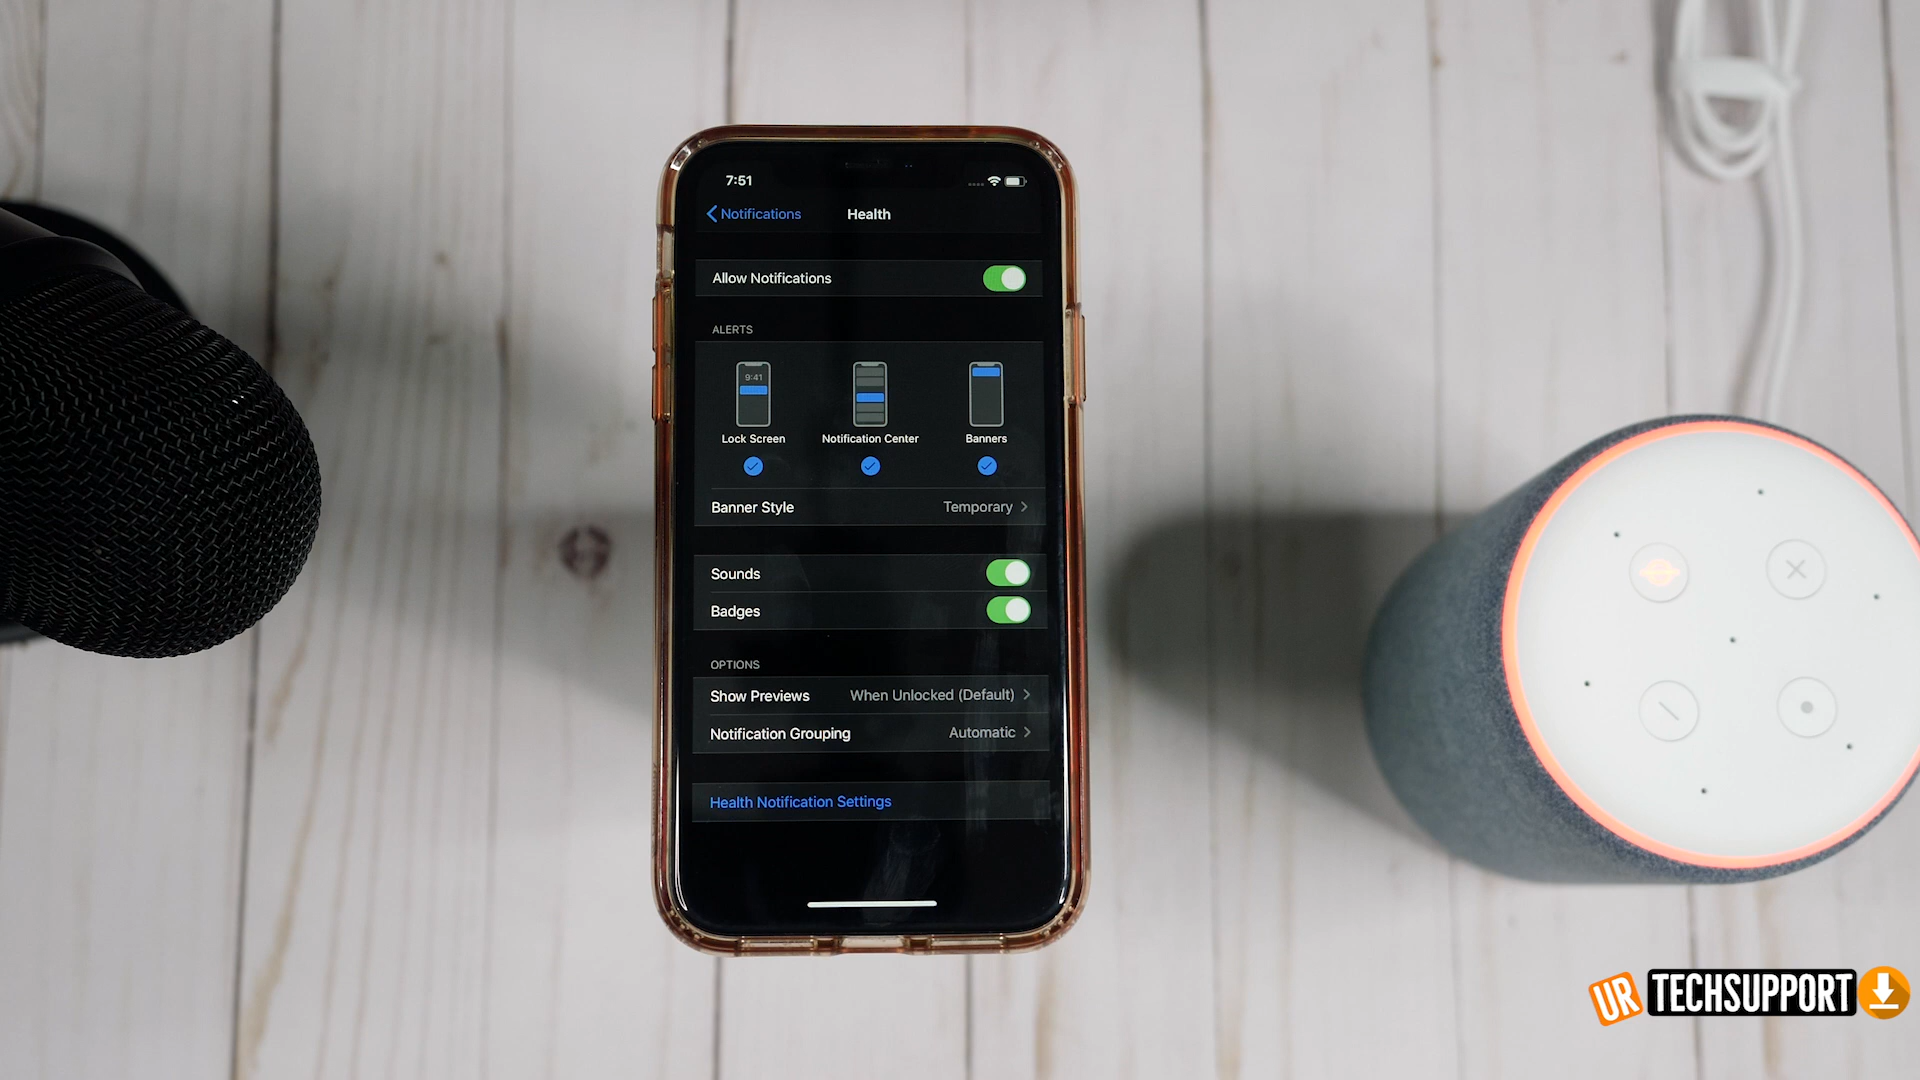 7:51
Notifications
Health
Allow Notifications
ALERTS
9:41
Lock Screen
Notification Center
Banners
Banner Style
Temporary
Sounds
Badges
OPTIONS
Show Previews
When Unlocked (Default)
Notification Grouping
Automatic
Health Notification Settings
UR TECHSUPPORT